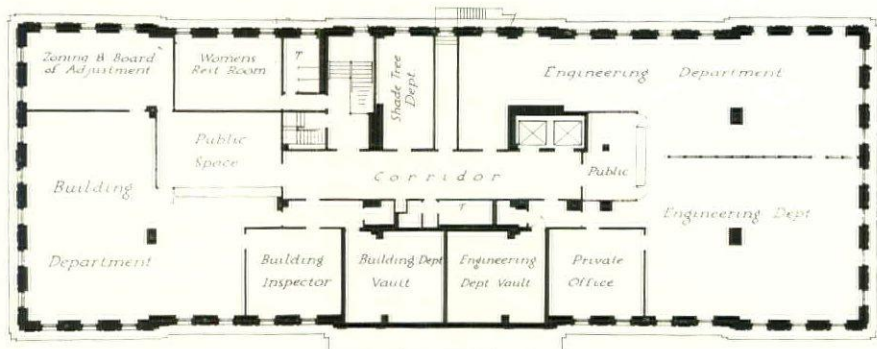 Zoning & Board
of Adjustment
Womens
Rest Room
T
Shade Tree
Dept.
Engineering Department
Public
Space
Corridor
Public
Building
Department
Engineering Dept
T
Building
Inspector
Building Dept
Vault
Engineering
Dept Vault
Private
Office